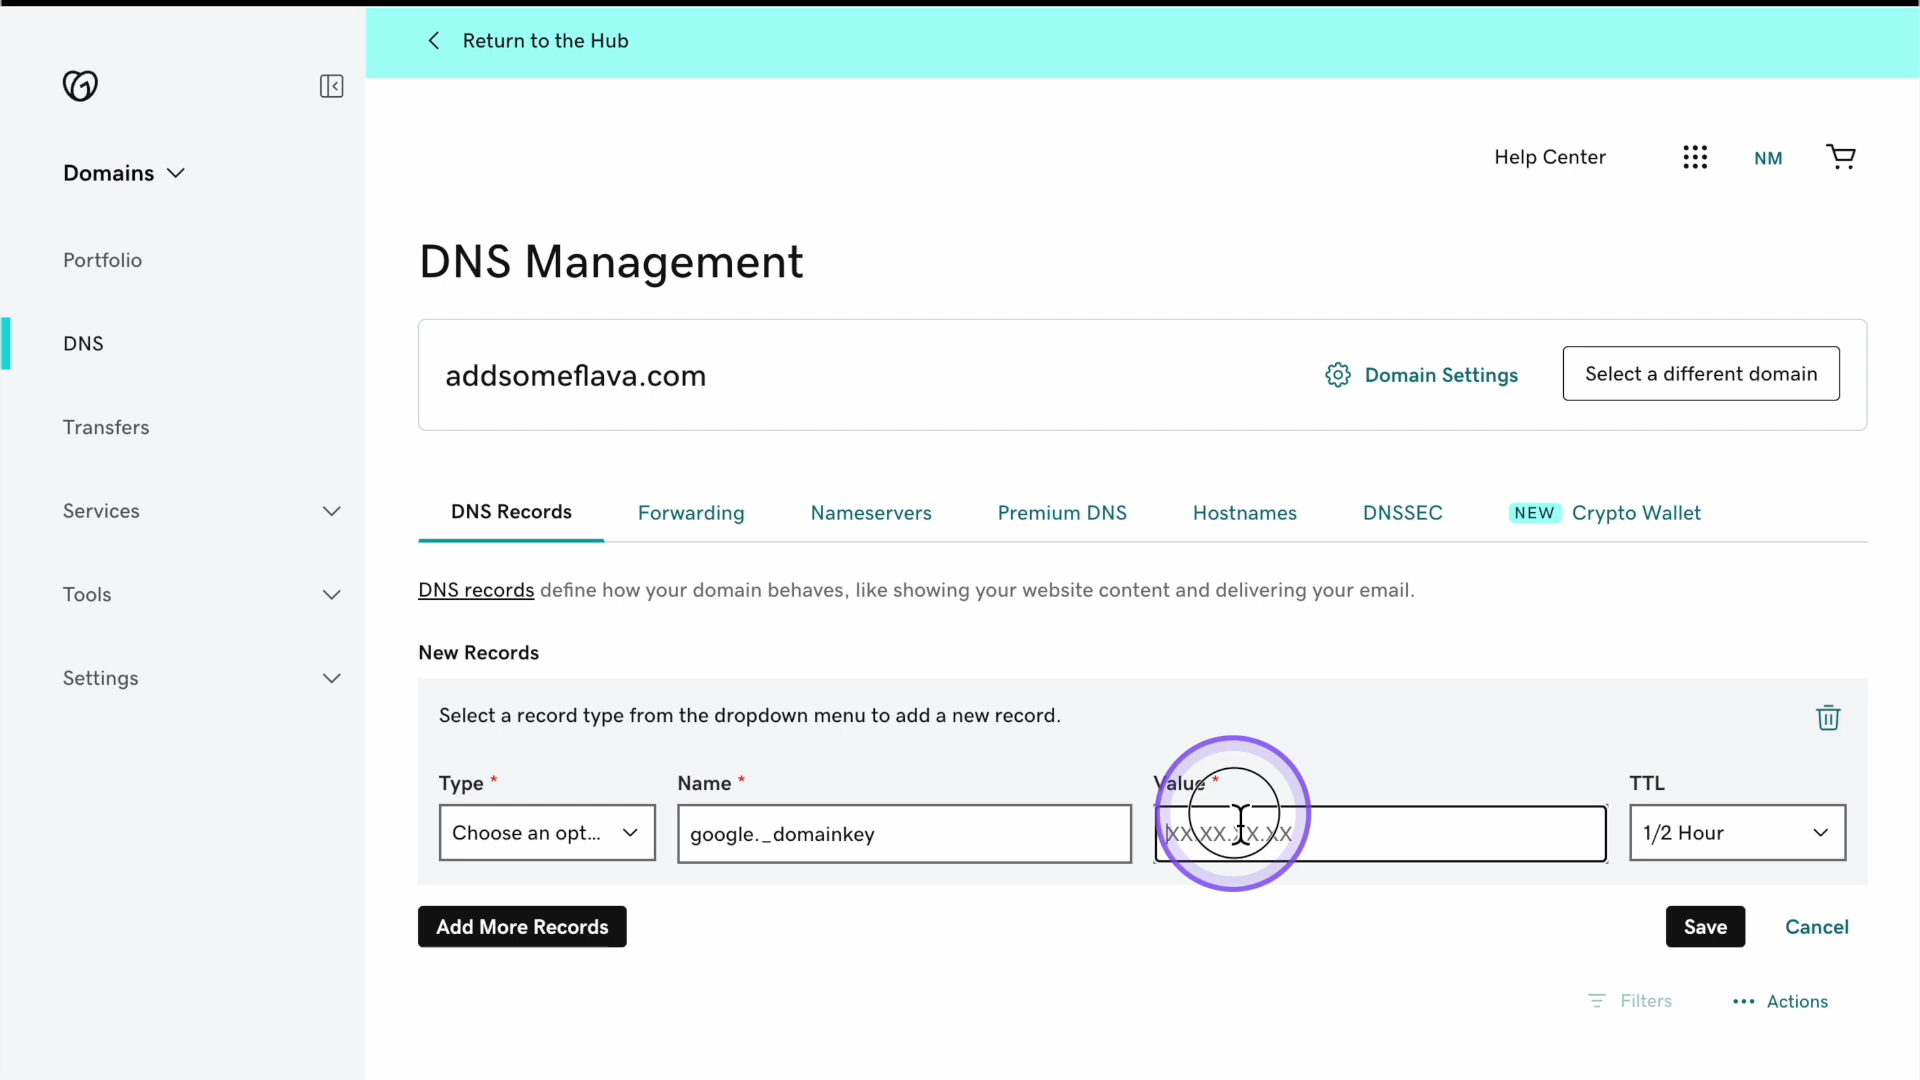 Return to the Hub
Domains
Portfolio
DNS
Transfers
Services
Tools
Settings
Help Center
NM
DNS Management
addsomeflava.com
Domain Settings
Select a different domain
DNS Records
Forwarding
Nameservers
Premium DNS
Hostnames
DNSSEC
NEW Crypto Wallet
DNS records define how your domain behaves, like showing your website content and delivering your email.
New Records
Select a record type from the dropdown menu to add a new record.
Type *
Name *
Value *
TTL
Choose an opt...
google._domainkey
XX.XX.XX.XX
1/2 Hour
Add More Records
Save
Cancel
Filters
Actions